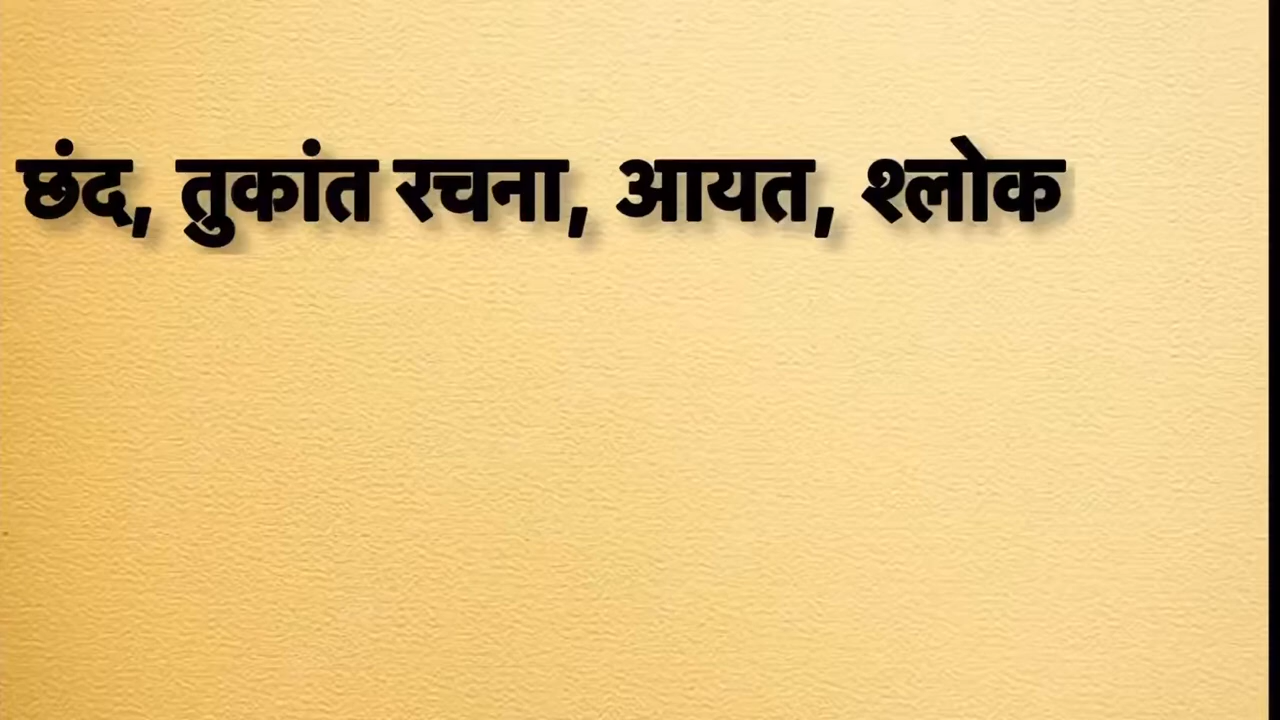 छंद, तुकांत रचना, आयत, श्लोक